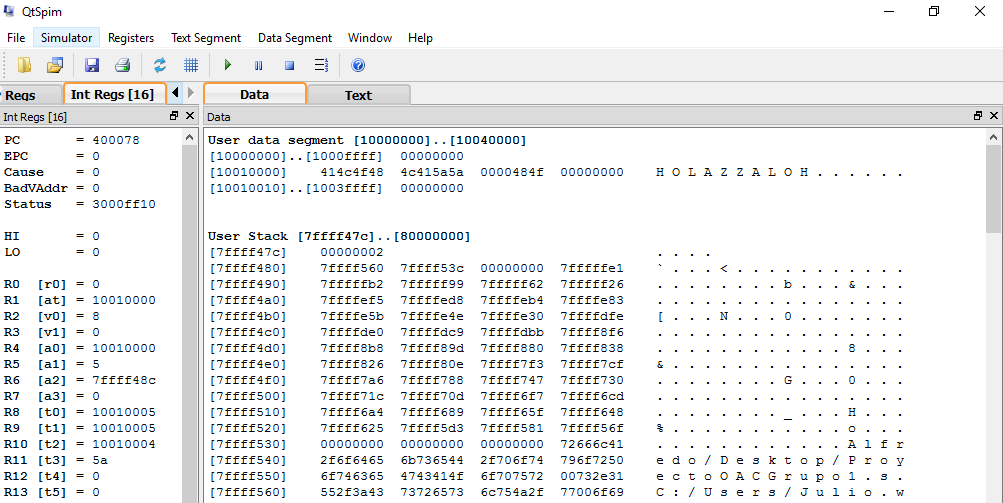 QtSpim
File Simulator Registers Text Segment Data Segment Window Help
Regs Int Regs [16] Data Text
Int Regs [16] Data
PC = 400078
EPC = 0
Cause = 0
BadVAddr = 0
Status = 3000ff10
HI = 0
LO = 0
R0 [r0] = 0
R1 [at] = 10010000
R2 [v0] = 8
R3 [v1] = 0
R4 [a0] = 10010000
R5 [a1] = 5
R6 [a2] = 7ffff48c
R7 [a3] = 0
R8 [t0] = 10010005
R9 [t1] = 10010005
R10 [t2] = 10010004
R11 [t3] = 5a
R12 [t4] = 0
R13 [t5] = 0
User data segment [10000000]..[10040000]
[10000000]..[1000ffff] 00000000
[10010000] 414c4f48 4c415a5a 0000484f 00000000 H O L A Z Z A L O H . . . . . .
[10010010]..[1003ffff] 00000000
User Stack [7ffff47c]..[80000000]
[7ffff47c] 00000002 . . . .
[7ffff480] 7ffff560 7ffff53c 00000000 7fffffe1 ` . . . < . . . . . . . . . . .
[7ffff490] 7fffffb2 7fffff99 7fffff62 7fffff26 . . . . . . . . b . . . & . . .
[7ffff4a0] 7ffffef5 7ffffed8 7ffffeb4 7ffffe83 . . . . . . . . . . . . . . . .
[7ffff4b0] 7ffffe5b 7ffffe4e 7ffffe30 7ffffdfe [ . . . N . . . 0 . . . . . . .
[7ffff4c0] 7ffffde0 7ffffdc9 7ffffdbb 7ffff8f6 . . . . . . . . . . . . . . . .
[7ffff4d0] 7ffff8b8 7ffff89d 7ffff880 7ffff838 . . . . . . . . . . . . 8 . . .
[7ffff4e0] 7ffff826 7ffff80e 7ffff7f3 7ffff7cf & . . . . . . . . . . . . . . .
[7ffff4f0] 7ffff7a6 7ffff788 7ffff747 7ffff730 . . . . . . . . G . . . 0 . . .
[7ffff500] 7ffff71c 7ffff70d 7ffff6f7 7ffff6cd . . . . . . . . . . . . . . . .
[7ffff510] 7ffff6a4 7ffff689 7ffff65f 7ffff648 . . . . . . . . _ . . . H . . .
[7ffff520] 7ffff625 7ffff5d3 7ffff581 7ffff56f % . . . . . . . . . . . o . . .
[7ffff530] 00000000 00000000 00000000 72666c41 . . . . . . . . . . . . A l f r
[7ffff540] 2f6f6465 6b736544 2f706f74 796f7250 e d o / D e s k t o p / P r o y
[7ffff550] 6f746365 4743414f 6f707572 00732e31 e c t o O A C G r u p o 1 . s .
[7ffff560] 552f3a43 73726573 6c754a2f 77006f69 C : / U s e r s / J u l i o . w